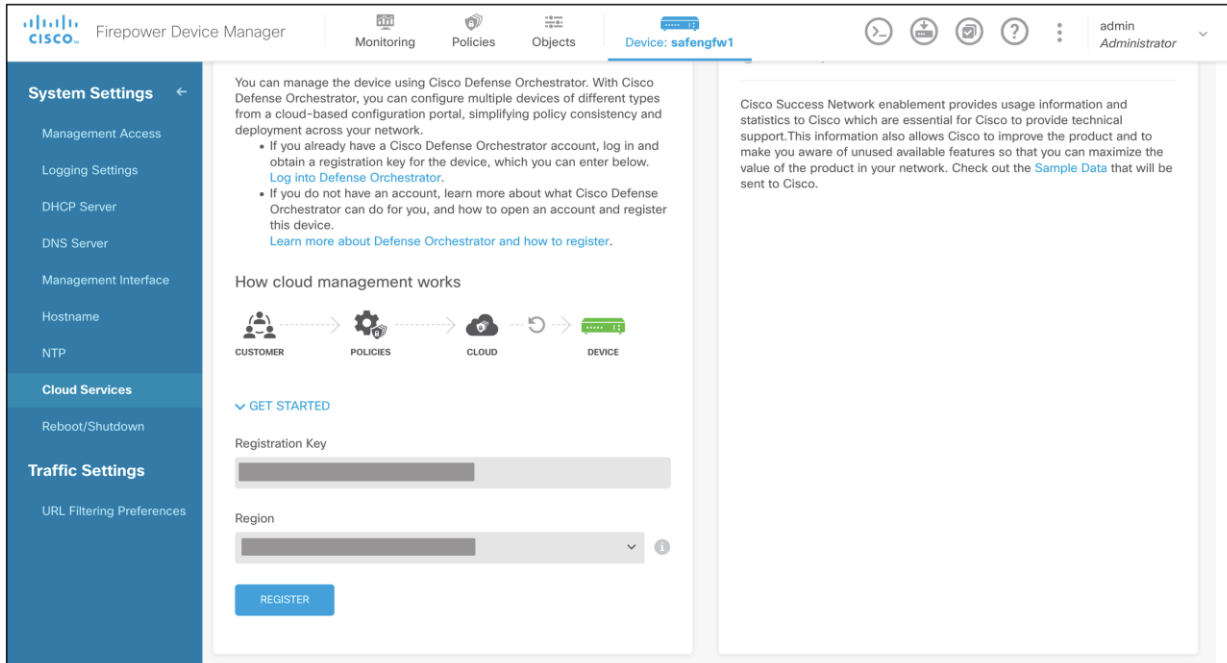 CISCO
Firepower Device Manager
Monitoring
Policies
Objects
Device: safengfw1
admin
Administrator
System Settings
Management Access
Logging Settings
DHCP Server
DNS Server
Management Interface
Hostname
NTP
Cloud Services
Reboot/Shutdown
Traffic Settings
URL Filtering Preferences
You can manage the device using Cisco Defense Orchestrator. With Cisco
Defense Orchestrator, you can configure multiple devices of different types
from a cloud-based configuration portal, simplifying policy consistency and
deployment across your network.
• If you already have a Cisco Defense Orchestrator account, log in and
obtain a registration key for the device, which you can enter below.
Log into Defense Orchestrator.
• If you do not have an account, learn more about what Cisco Defense
Orchestrator can do for you, and how to open an account and register
this device.
Learn more about Defense Orchestrator and how to register.
How cloud management works
CUSTOMER
POLICIES
CLOUD
DEVICE
GET STARTED
Registration Key
Region
REGISTER
Cisco Success Network enablement provides usage information and
statistics to Cisco which are essential for Cisco to provide technical
support.This information also allows Cisco to improve the product and to
make you aware of unused available features so that you can maximize the
value of the product in your network. Check out the Sample Data that will be
sent to Cisco.